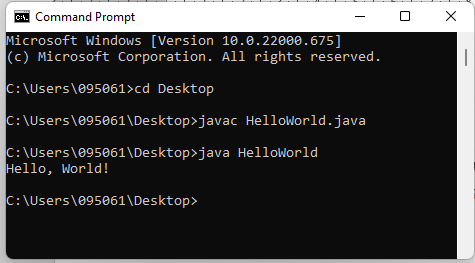 Command Prompt
Microsoft Windows [Version 10.0.22000.675]
(c) Microsoft Corporation. All rights reserved.
C:\Users\095061>cd Desktop
C:\Users\095061\Desktop>javac HelloWorld.java
C:\Users\095061\Desktop>java HelloWorld
Hello, World!
C:\Users\095061\Desktop>